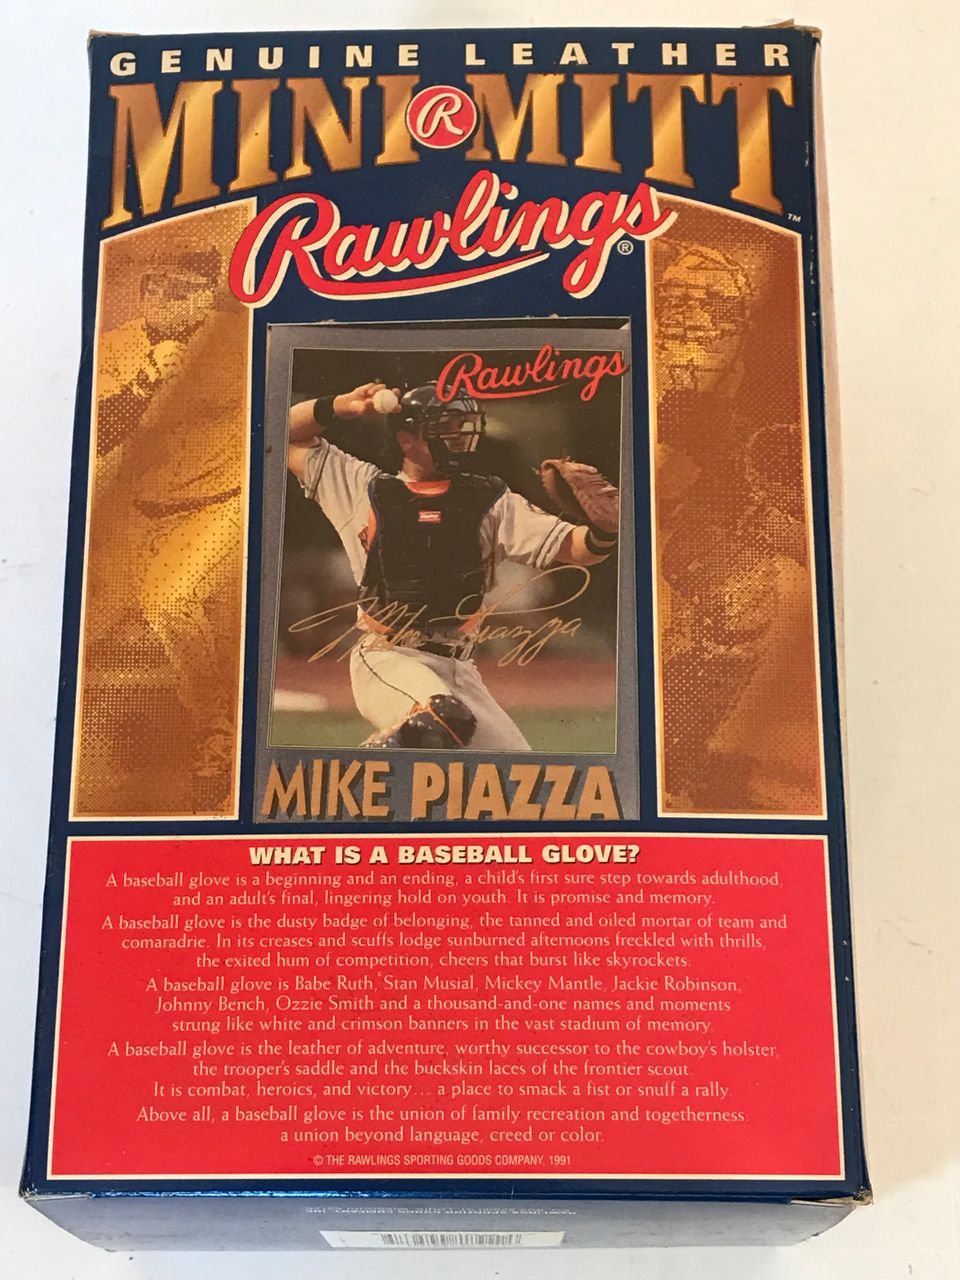 GENUINE LEATHER
MINI R MITT
TM
Rawlings
®
Rawlings
Mike Piazza
MIKE PIAZZA
WHAT IS A BASEBALL GLOVE?
A baseball glove is a beginning and an ending, a child's first sure step towards adulthood,
and an adult's final, lingering hold on youth. It is promise and memory.
A baseball glove is the dusty badge of belonging, the tanned and oiled mortar of team and
comaradrie. In its creases and scuffs lodge sunburned afternoons freckled with thrills,
the exited hum of competition, cheers that burst like skyrockets.
A baseball glove is Babe Ruth, Stan Musial, Mickey Mantle, Jackie Robinson,
Johnny Bench, Ozzie Smith and a thousand-and-one names and moments
strung like white and crimson banners in the vast stadium of memory.
A baseball glove is the leather of adventure, worthy successor to the cowboy's holster,
the trooper's saddle and the buckskin laces of the frontier scout.
It is combat, heroics, and victory... a place to smack a fist or snuff a rally.
Above all, a baseball glove is the union of family recreation and togetherness:
a union beyond language, creed or color.
© THE RAWLINGS SPORTING GOODS COMPANY, 1991